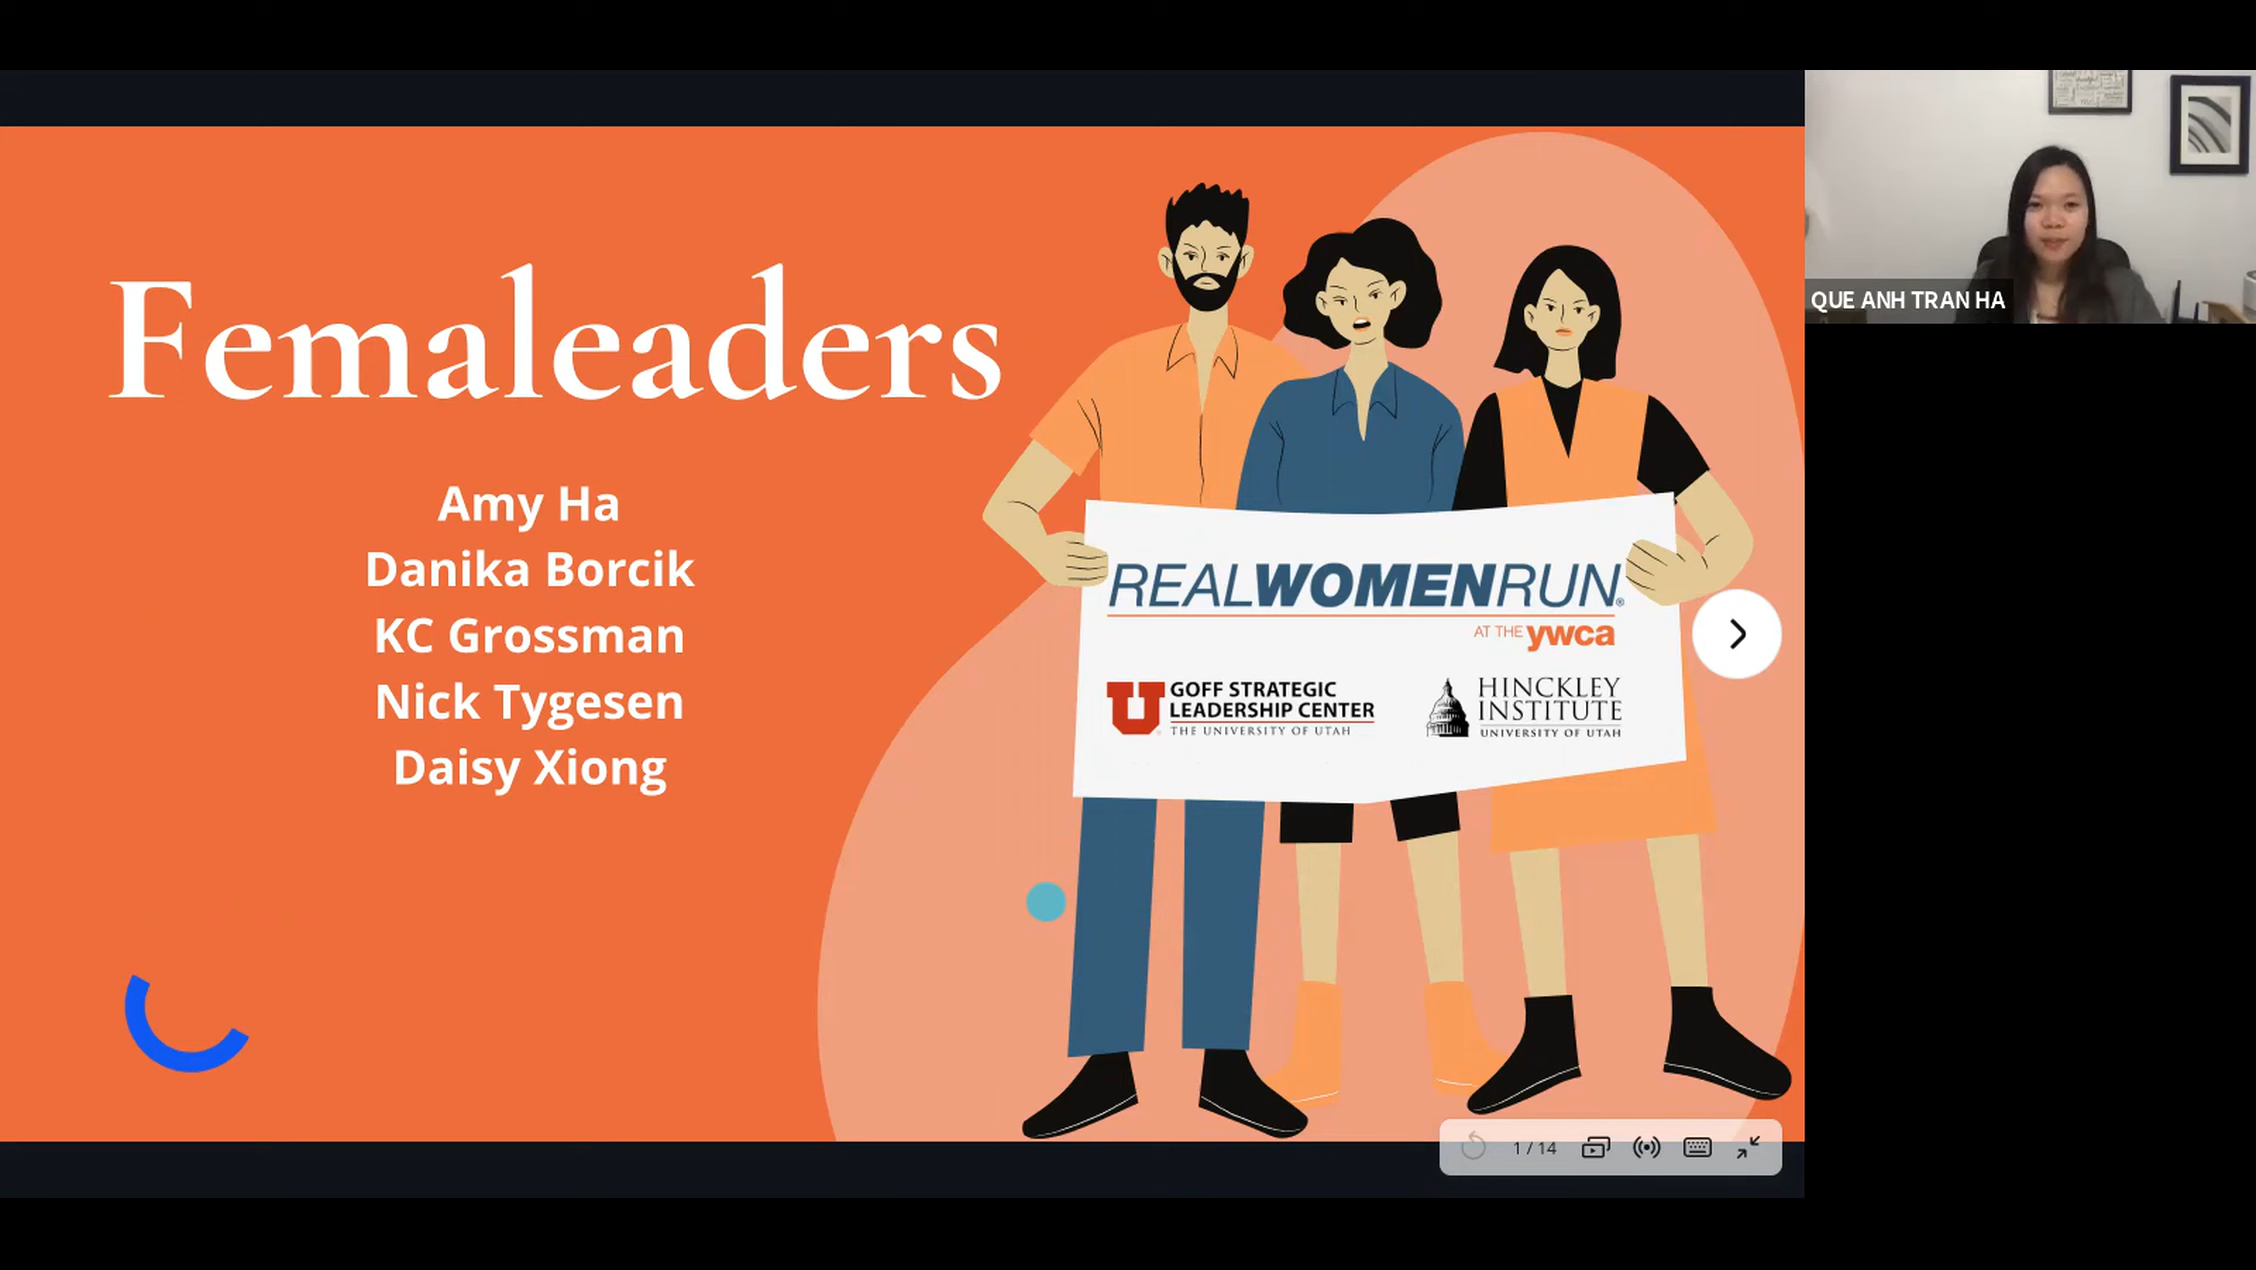 Femaleaders
Amy Ha
Danika Borcik
KC Grossman
Nick Tygesen
Daisy Xiong
REALWOMENRUN®
AT THE ywca
U GOFF STRATEGIC
LEADERSHIP CENTER
THE UNIVERSITY OF UTAH
HINCKLEY
INSTITUTE
UNIVERSITY OF UTAH
1 / 14
QUE ANH TRAN HA